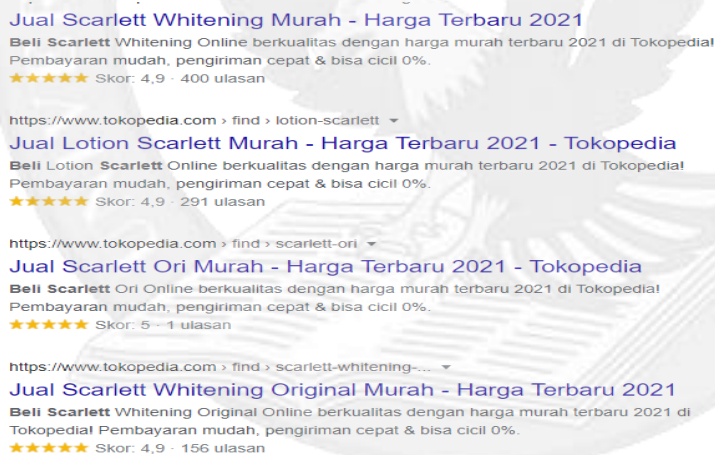 Jual Scarlett Whitening Murah - Harga Terbaru 2021
Beli Scarlett Whitening Online berkualitas dengan harga murah terbaru 2021 di Tokopedia!
Pembayaran mudah, pengiriman cepat & bisa cicil 0%.
★★★★★ Skor: 4,9 · 400 ulasan
https://www.tokopedia.com › find › lotion-scarlett ▼
Jual Lotion Scarlett Murah - Harga Terbaru 2021 - Tokopedia
Beli Lotion Scarlett Online berkualitas dengan harga murah terbaru 2021 di Tokopedia!
Pembayaran mudah, pengiriman cepat & bisa cicil 0%.
★★★★★ Skor: 4,9 · 291 ulasan
https://www.tokopedia.com › find › scarlett-ori ▼
Jual Scarlett Ori Murah - Harga Terbaru 2021 - Tokopedia
Beli Scarlett Ori Online berkualitas dengan harga murah terbaru 2021 di Tokopedia!
Pembayaran mudah, pengiriman cepat & bisa cicil 0%.
★★★★★ Skor: 5 · 1 ulasan
https://www.tokopedia.com › find › scarlett-whitening-... ▼
Jual Scarlett Whitening Original Murah - Harga Terbaru 2021
Beli Scarlett Whitening Original Online berkualitas dengan harga murah terbaru 2021 di
Tokopedia! Pembayaran mudah, pengiriman cepat & bisa cicil 0%.
★★★★★ Skor: 4,9 · 156 ulasan